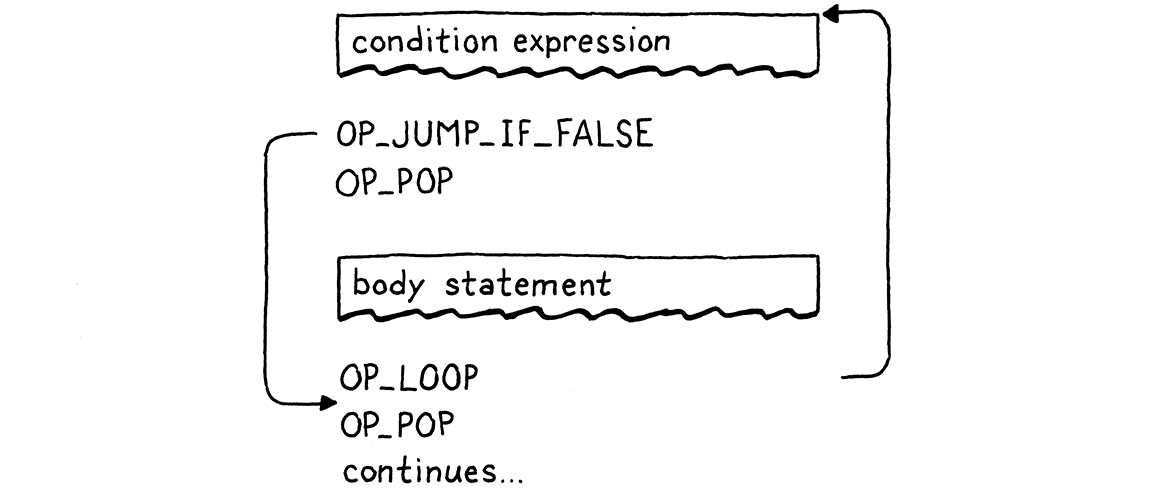 condition expression
OP_JUMP_IF_FALSE
OP_POP
body statement
OP_LOOP
OP_POP
continues...